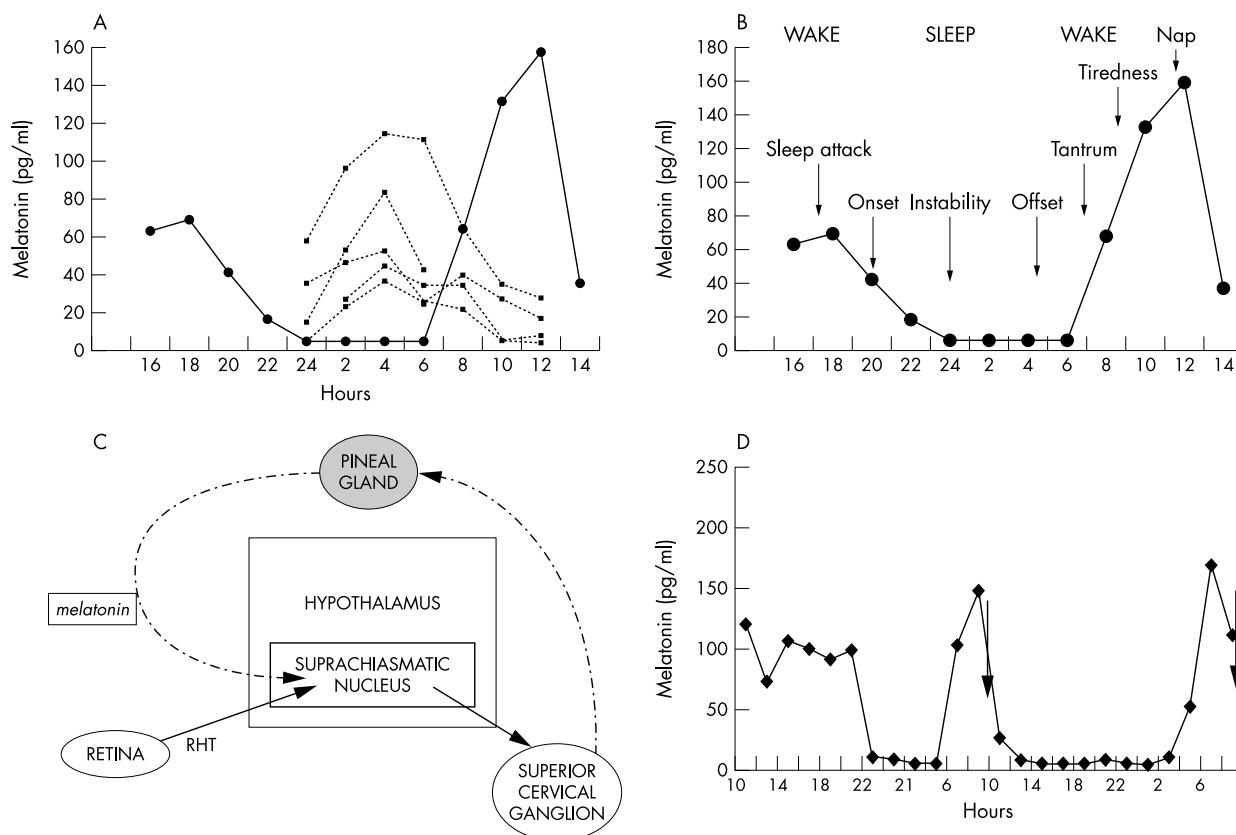 A
160
140
120
100
80
60
40
20
0
Melatonin (pg/ml)
16 18 20 22 24 2 4 6 8 10 12 14
Hours
B
WAKE SLEEP WAKE Nap
Tiredness
Tantrum
Sleep attack
Onset Instability Offset
180
160
140
120
100
80
60
40
20
0
Melatonin (pg/ml)
16 18 20 22 24 2 4 6 8 10 12 14
C
PINEAL
GLAND
melatonin
HYPOTHALAMUS
SUPRACHIASMATIC
NUCLEUS
RETINA
RHT
SUPERIOR
CERVICAL
GANGLION
D
250
200
150
100
50
0
Melatonin (pg/ml)
10 14 18 22 21 6 10 14 18 22 2 6
Hours